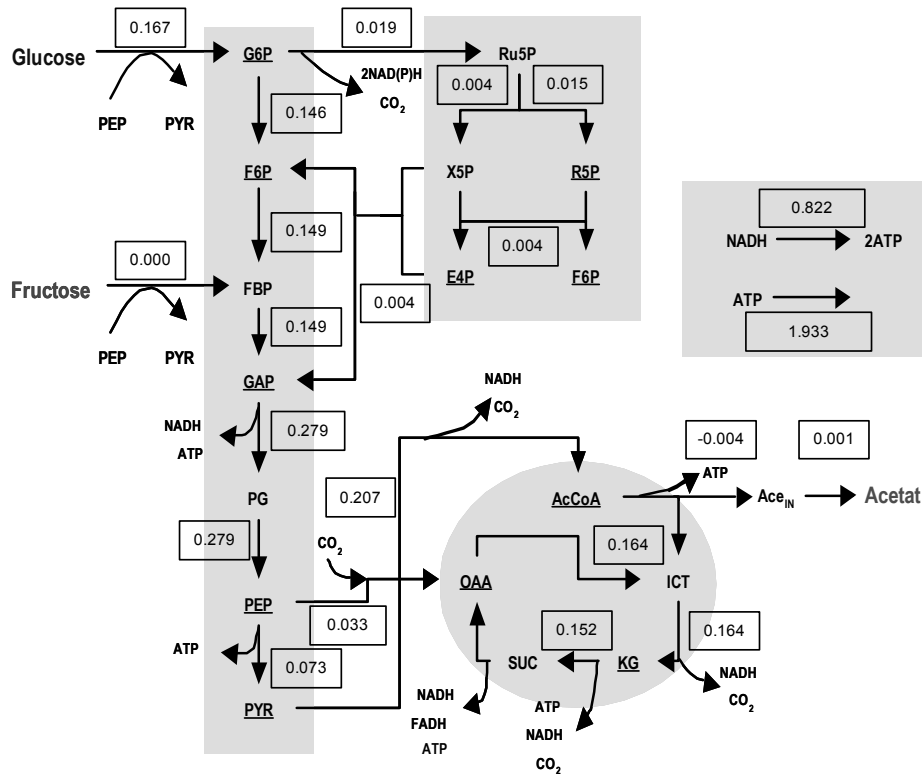 0.167
0.019
Glucose
G6P
Ru5P
2NAD(P)H
CO2
0.004
0.015
PEP
PYR
0.146
F6P
X5P
R5P
0.822
NADH
2ATP
0.149
0.004
0.000
Fructose
FBP
E4P
F6P
0.004
ATP
1.933
0.149
PEP
PYR
GAP
NADH
CO2
NADH
ATP
0.279
-0.004
0.001
ATP
PG
0.207
AcCoA
AceIN
Acetat
0.279
CO2
0.164
OAA
ICT
PEP
0.033
0.152
0.164
ATP
0.073
SUC
KG
NADH
CO2
PYR
NADH
FADH
ATP
ATP
NADH
CO2